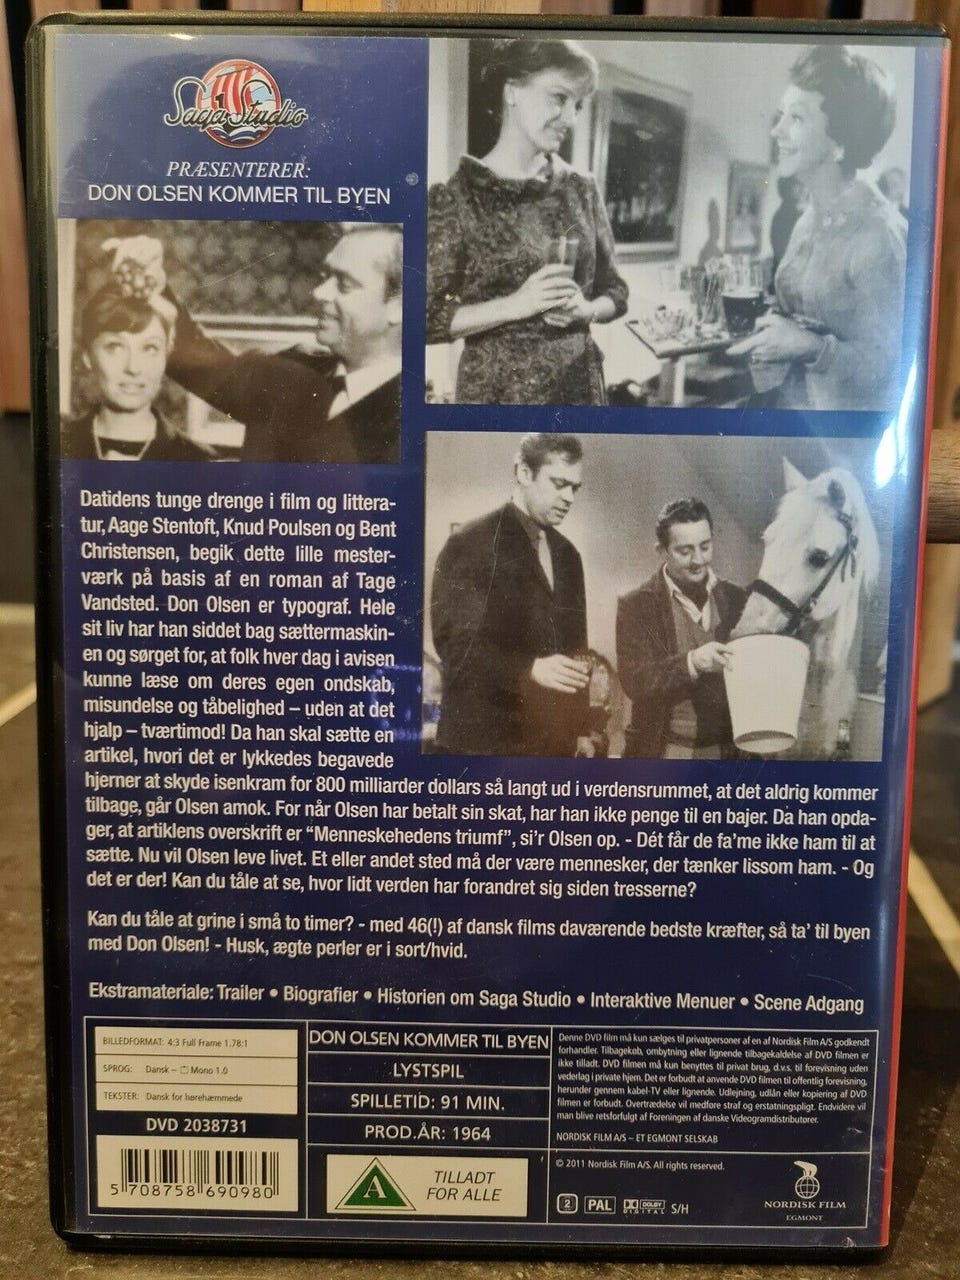 Saga Studio
PRÆSENTERER:
DON OLSEN KOMMER TIL BYEN
Datidens tunge drenge i film og littera-
tur, Aage Stentoft, Knud Poulsen og Bent
Christensen, begik dette lille mester-
værk på basis af en roman af Tage
Vandsted. Don Olsen er typograf. Hele
sit liv har han siddet bag sættermaskin-
en og sørget for, at folk hver dag i avisen
kunne læse om deres egen ondskab,
misundelse og tåbelighed – uden at det
hjalp – tværtimod! Da han skal sætte en
artikel, hvori det er lykkedes begavede
hjerner at skyde isenkram for 800 milliarder dollars så langt ud i verdensrummet, at det aldrig kommer
tilbage, går Olsen amok. For når Olsen har betalt sin skat, har han ikke penge til en bajer. Da han opda-
ger, at artiklens overskrift er "Menneskehedens triumf", si'r Olsen op. - Dét får de fa'me ikke ham til at
sætte. Nu vil Olsen leve livet. Et eller andet sted må der være mennesker, der tænker lissom ham. - Og
det er der! Kan du tåle at se, hvor lidt verden har forandret sig siden tresserne?
Kan du tåle at grine i små to timer? - med 46(!) af dansk films daværende bedste kræfter, så ta' til byen
med Don Olsen! - Husk, ægte perler er i sort/hvid.
Ekstramateriale: Trailer • Biografier • Historien om Saga Studio • Interaktive Menuer • Scene Adgang
BILLEDFORMAT: 4:3 Full Frame 1.78:1
SPROG: Dansk – Mono 1.0
TEKSTER: Dansk for hørehæmmede
DVD 2038731
5 708758 690980
DON OLSEN KOMMER TIL BYEN
LYSTSPIL
SPILLETID: 91 MIN.
PROD.ÅR: 1964
A
TILLADT
FOR ALLE
Denne DVD film må kun sælges til privatpersoner af en af Nordisk Film A/S godkendt
forhandler. Tilbagekøb, ombytning eller lignende tilbagekaldelse af DVD filmen er
ikke tilladt. DVD filmen må kun benyttes til privat brug, d.v.s. til forevisning uden
vederlag i private hjem. Det er forbudt at anvende DVD filmen til offentlig forevisning,
herunder gennem kabel-TV eller lignende. Udlejning, udlån eller kopiering af DVD
filmen er forbudt. Overtrædelse vil medføre straf og erstatningspligt. Endvidere vil
man blive retsforfulgt af Foreningen af danske Videogramdistributører.
NORDISK FILM A/S – ET EGMONT SELSKAB
© 2011 Nordisk Film A/S. All rights reserved.
2 PAL DOLBY DIGITAL S/H
NORDISK FILM
EGMONT